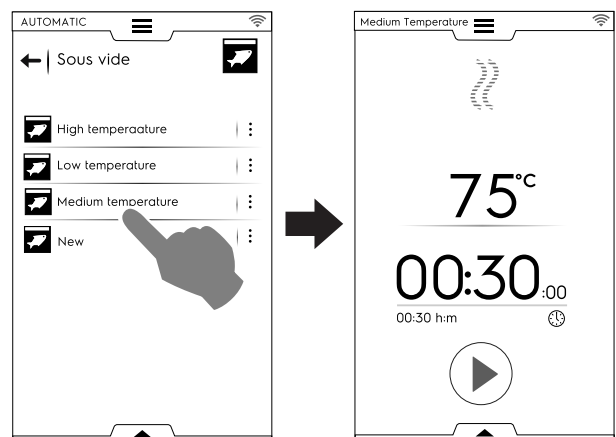 AUTOMATIC
Sous vide
High temperaature
Low temperature
Medium temperature
New
Medium Temperature
75°C
00:30:00
00:30 h:m